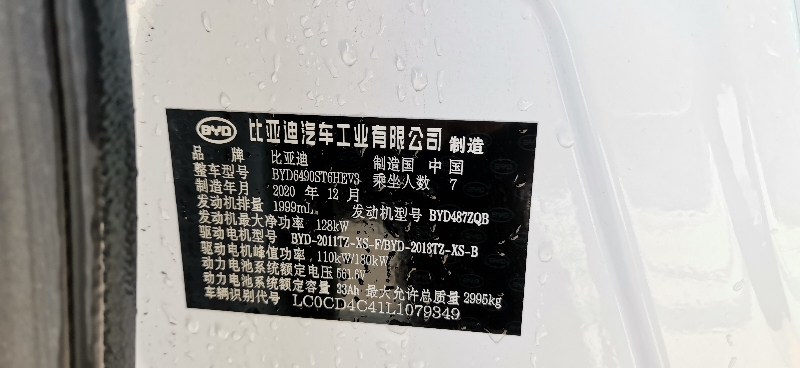 BYD 比亚迪汽车工业有限公司 制造
品 牌 比亚迪 制造国 中 国
整车型号 BYD6490ST6HEV3 乘坐人数 7
制造年月 2020 年 12 月
发动机排量 1999mL 发动机型号 BYD487ZQB
发动机最大净功率 128kW
驱动电机型号 BYD-2011TZ-XS-F/BYD-2018TZ-XS-B
驱动电机峰值功率 110kW/180kW
动力电池系统额定电压 561.6V
动力电池系统额定容量 33Ah 最大允许总质量 2995kg
车辆识别代号 LC0CD4C41L1079349